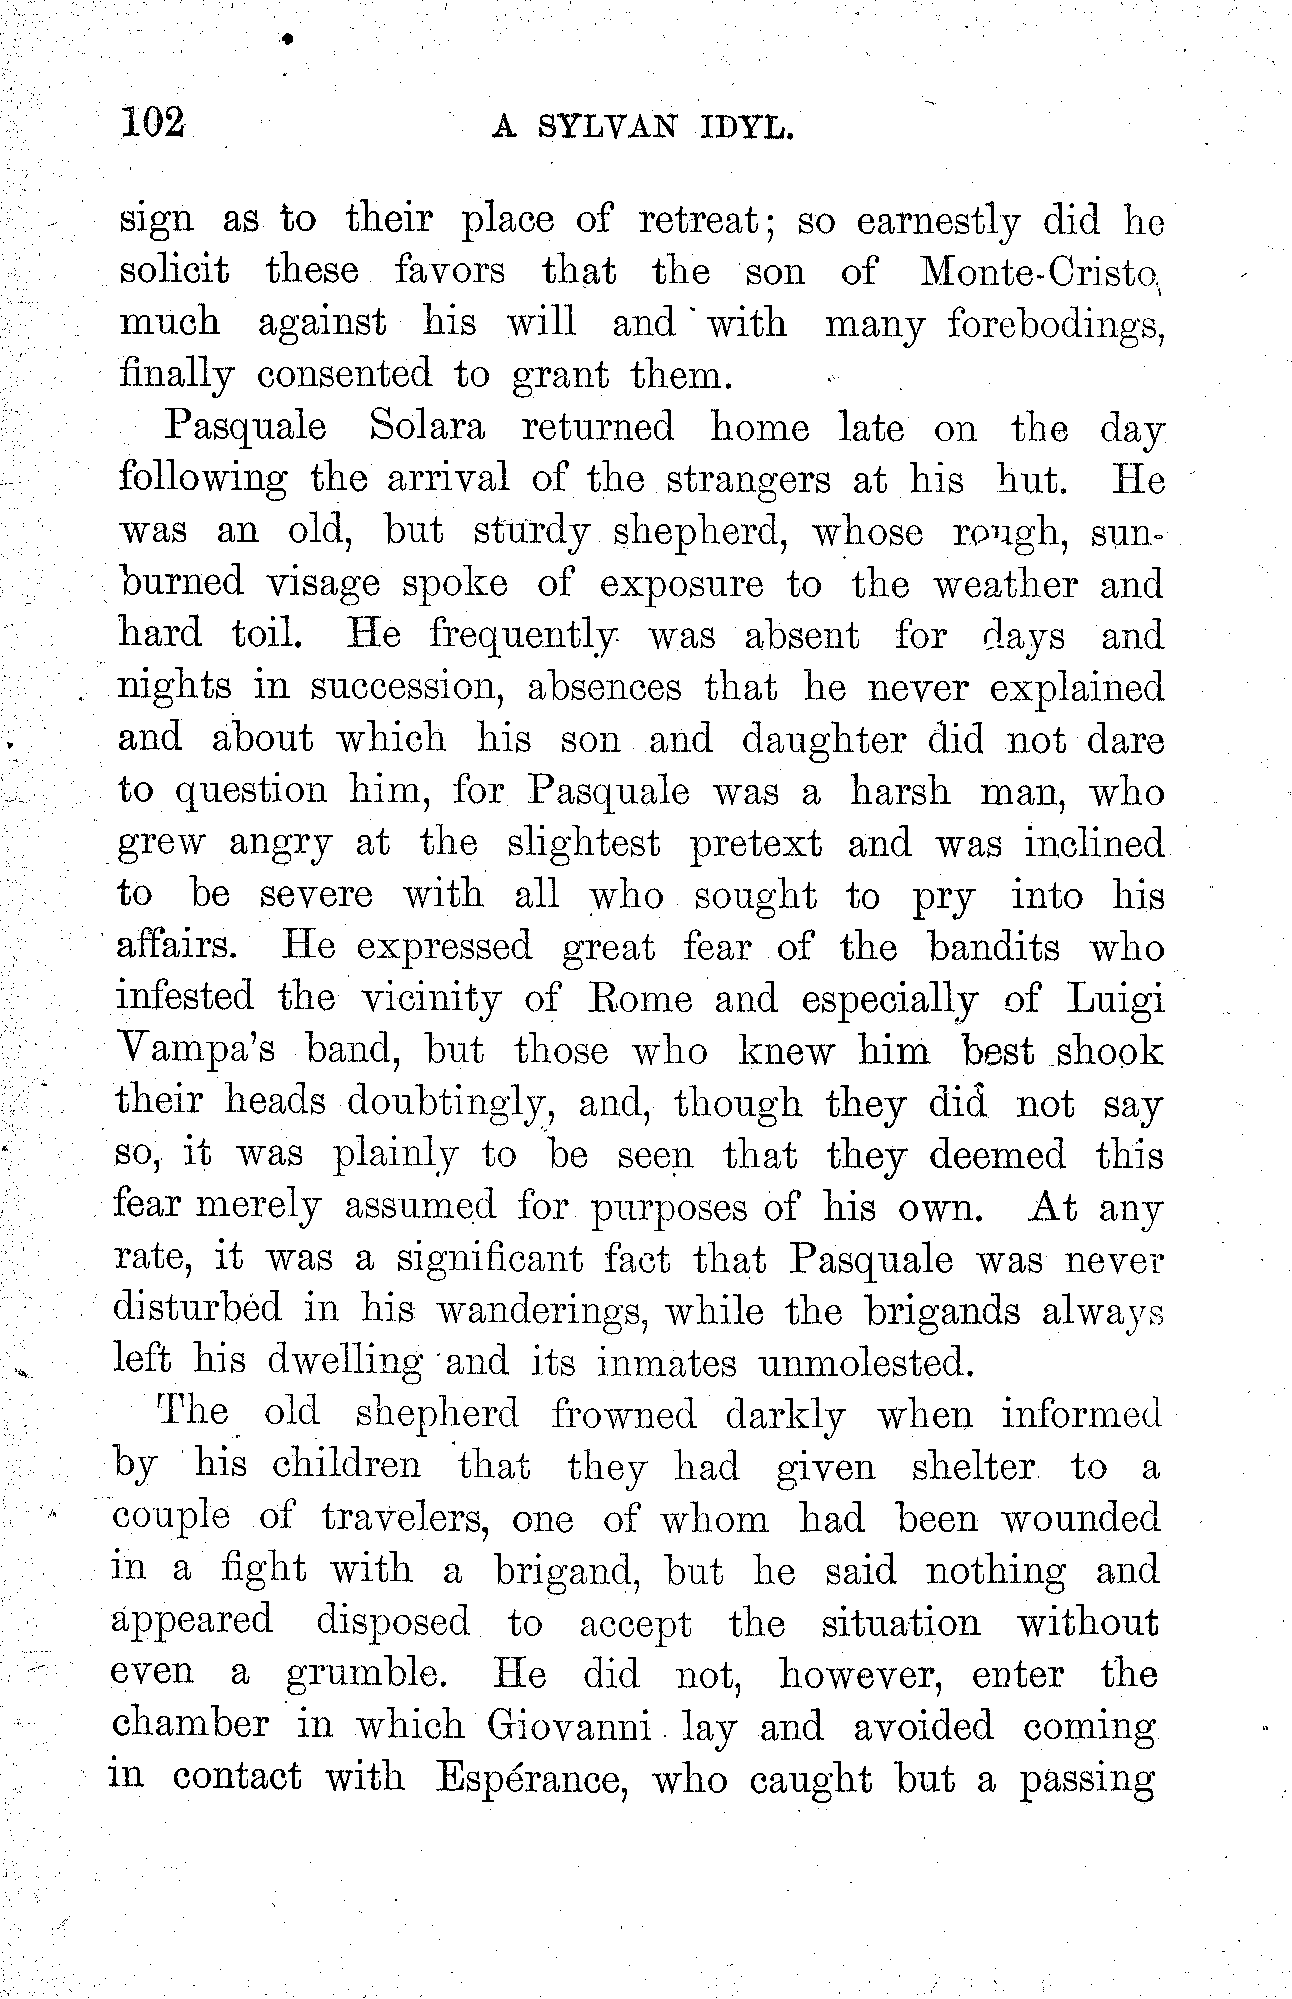 102 A SYLVAN IDYL.
sign as to their place of retreat; so earnestly did he
solicit these favors that the son of Monte-Cristo,
much against his will and with many forebodings,
finally consented to grant them.
Pasquale Solara returned home late on the day
following the arrival of the strangers at his hut. He
was an old, but sturdy shepherd, whose rough, sun-
burned visage spoke of exposure to the weather and
hard toil. He frequently was absent for days and
nights in succession, absences that he never explained
and about which his son and daughter did not dare
to question him, for Pasquale was a harsh man, who
grew angry at the slightest pretext and was inclined
to be severe with all who sought to pry into his
affairs. He expressed great fear of the bandits who
infested the vicinity of Rome and especially of Luigi
Vampa's band, but those who knew him best shook
their heads doubtingly, and, though they did not say
so, it was plainly to be seen that they deemed this
fear merely assumed for purposes of his own. At any
rate, it was a significant fact that Pasquale was never
disturbed in his wanderings, while the brigands always
left his dwelling and its inmates unmolested.
The old shepherd frowned darkly when informed
by his children that they had given shelter to a
couple of travelers, one of whom had been wounded
in a fight with a brigand, but he said nothing and
appeared disposed to accept the situation without
even a grumble. He did not, however, enter the
chamber in which Giovanni lay and avoided coming
in contact with Espérance, who caught but a passing